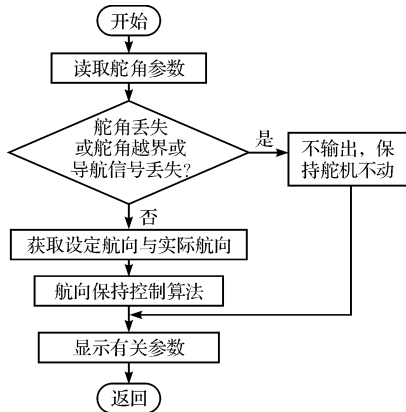 开始
读取舵角参数
舵角丢失
或舵角越界或
导航信号丢失?
是
不输出，保
持舵机不动
否
获取设定航向与实际航向
航向保持控制算法
显示有关参数
返回